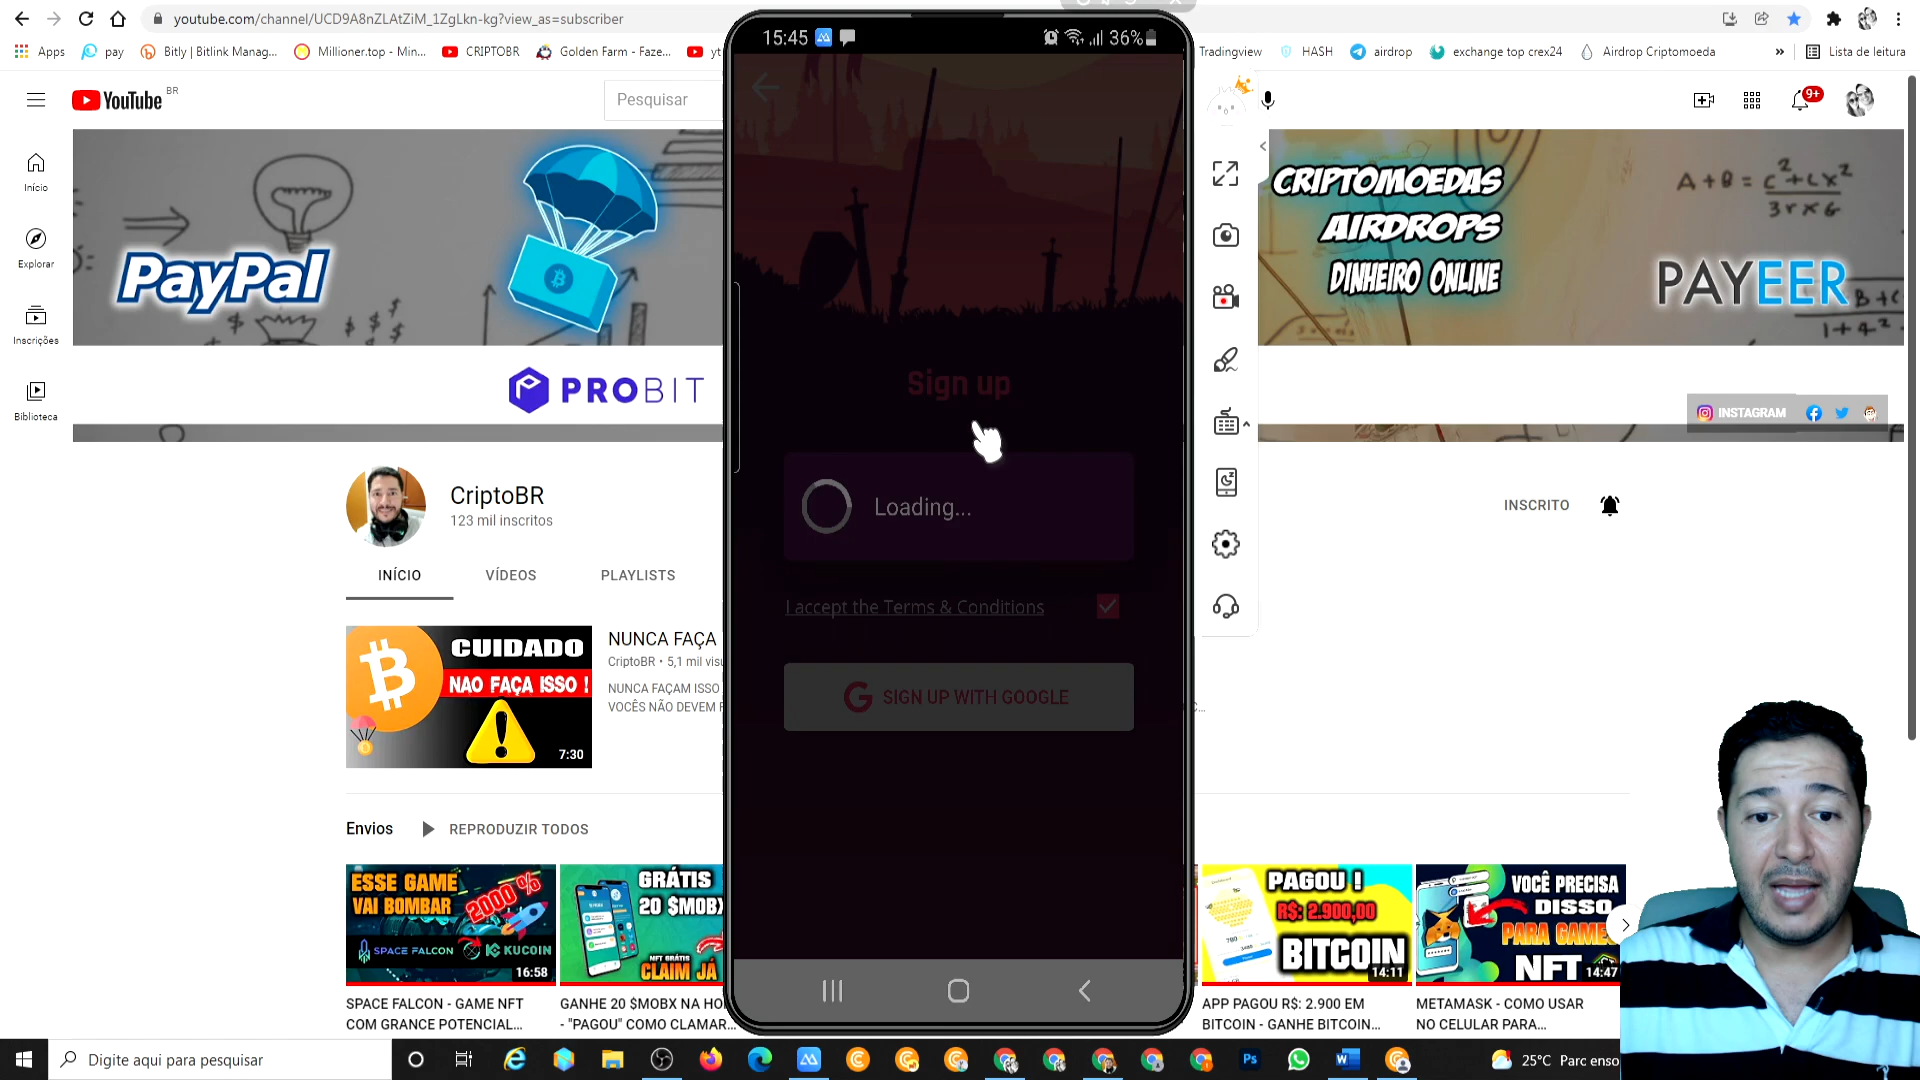 youtube.com/channel/UCD9A8nZLAtZiM_1ZgLkn-kg?view_as=subscriber
Apps
pay
Bitly | Bitlink Manag...
Millioner.top - Min...
CRIPTOBR
Golden Farm - Faze...
yt
Tradingview
HASH
airdrop
exchange top crex24
Airdrop Criptomoeda
»
Lista de leitura
15:45
36%
YouTube BR
Pesquisar
9+
Início
Explorar
Inscrições
Biblioteca
PayPal
PROBIT
CRIPTOMOEDAS
AIRDROPS
DINHEIRO ONLINE
PAYEER
INSTAGRAM
Sign up
Loading...
I accept the Terms & Conditions
SIGN UP WITH GOOGLE
CriptoBR
123 mil inscritos
INSCRITO
INÍCIO
VÍDEOS
PLAYLISTS
CUIDADO
NAO FAÇA ISSO !
7:30
NUNCA FAÇA
CriptoBR • 5,1 mil visu
NUNCA FAÇAM ISSO
VOCÊS NÃO DEVEM F
Envios
REPRODUZIR TODOS
ESSE GAME
VAI BOMBAR
2000 %
SPACE FALCON
KUCOIN
16:58
SPACE FALCON - GAME NFT
COM GRANCE POTENCIAL...
GRÁTIS
20 $MOBX
NFT GRÁTIS
CLAIM JÁ
GANHE 20 $MOBX NA HO
- "PAGOU" COMO CLAMAR...
PAGOU !
R$: 2.900,00
BITCOIN
14:11
APP PAGOU R$: 2.900 EM
BITCOIN - GANHE BITCOIN...
VOCÊ PRECISA
DISSO
PARA GAME
NFT
14:47
METAMASK - COMO USAR
NO CELULAR PARA...
Digite aqui para pesquisar
25°C Parc enso